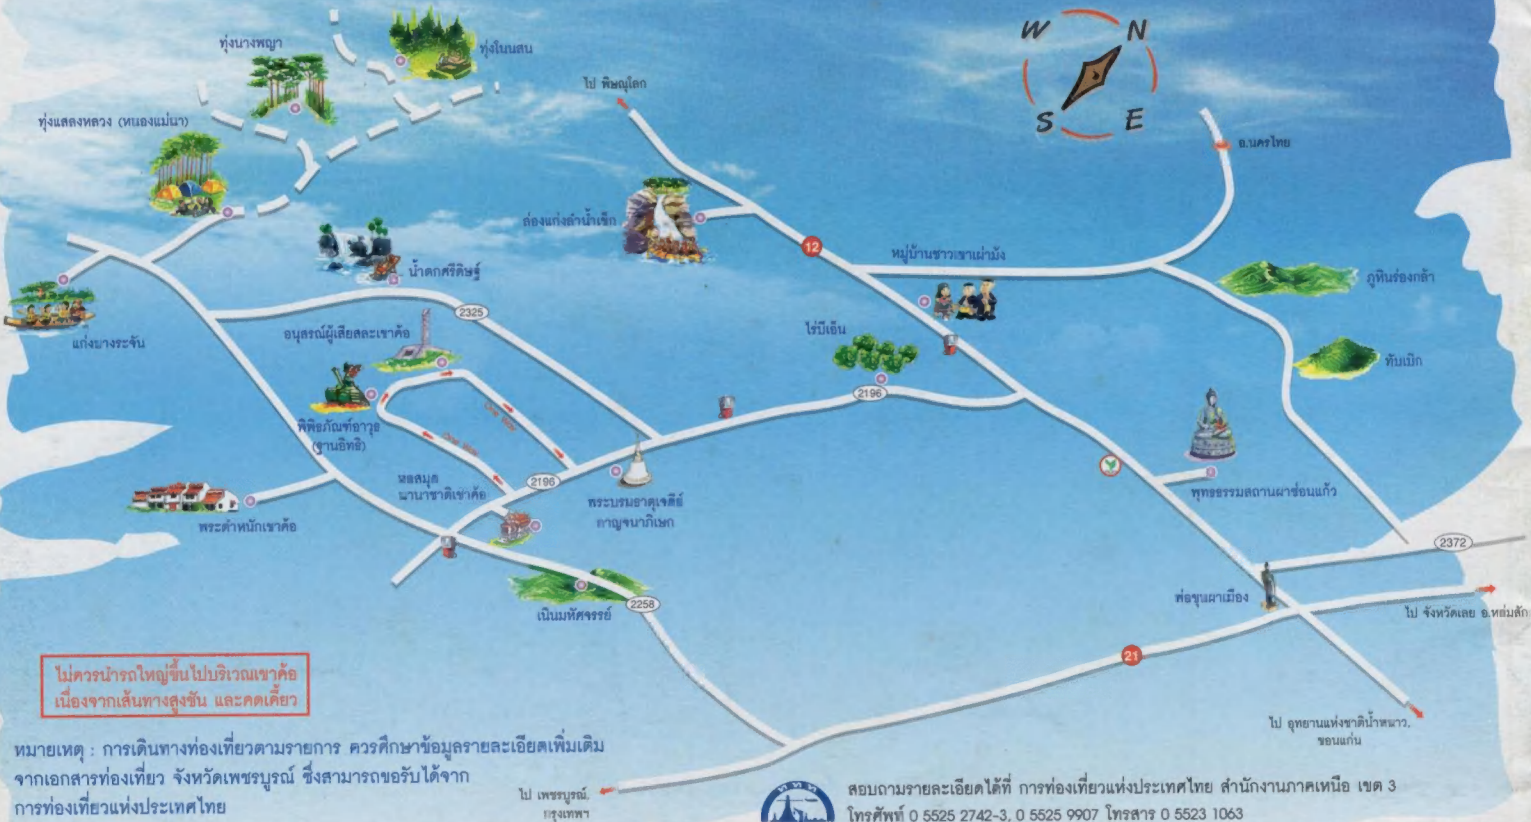 ทุ่งนางพญา
ทุ่งโนนสน
ไป พิษณุโลก
W N
S E
อ.นครไทย
ทุ่งแสลงหลวง (หนองแม่นา)
ล่องแก่งลำน้ำเข็ก
12
หมู่บ้านชาวเขาเผ่าม้ง
ภูหินร่องกล้า
น้ำตกศรีดิษฐ์
2325
แก่งบางระจัน
อนุสรณ์ผู้เสียสละเขาค้อ
ไร่บีเอ็น
ทับเบิก
2196
One Way
One Way
พิพิธภัณฑ์อาวุธ
(ฐานอิทธิ)
หอสมุด
นานาชาติเขาค้อ
2196
พระบรมธาตุเจดีย์
กาญจนาภิเษก
พุทธธรรมสถานผาซ่อนแก้ว
พระตำหนักเขาค้อ
2372
เนินมหัศจรรย์
2258
พ่อขุนผาเมือง
ไป จังหวัดเลย อ.หล่มสัก
21
ไม่ควรนำรถใหญ่ขึ้นไปบริเวณเขาค้อ
เนื่องจากเส้นทางสูงชัน และคดเคี้ยว
ไป อุทยานแห่งชาติน้ำหนาว,
ขอนแก่น
หมายเหตุ : การเดินทางท่องเที่ยวตามรายการ ควรศึกษาข้อมูลรายละเอียดเพิ่มเติม
จากเอกสารท่องเที่ยว จังหวัดเพชรบูรณ์ ซึ่งสามารถขอรับได้จาก
การท่องเที่ยวแห่งประเทศไทย
ไป เพชรบูรณ์,
กรุงเทพฯ
ททท
สอบถามรายละเอียดได้ที่ การท่องเที่ยวแห่งประเทศไทย สำนักงานภาคเหนือ เขต 3
โทรศัพท์ 0 5525 2742-3, 0 5525 9907 โทรสาร 0 5523 1063